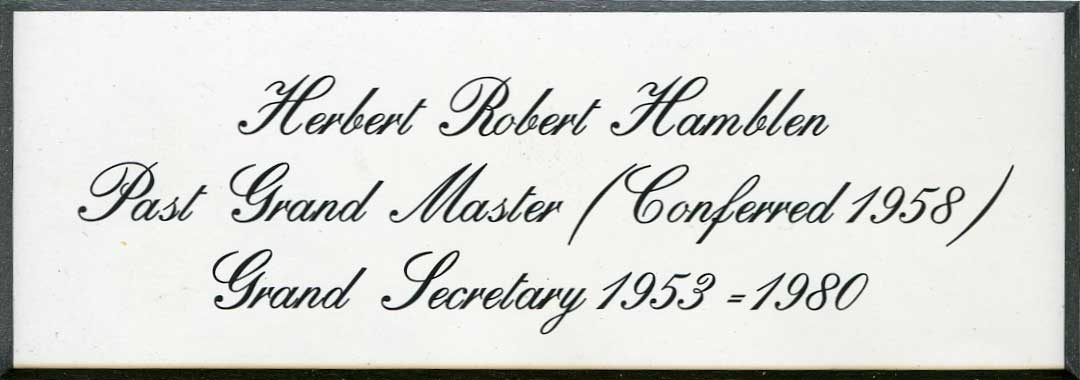 Herbert Robert Hamblen
Past Grand Master (Conferred 1958)
Grand Secretary 1953 = 1980